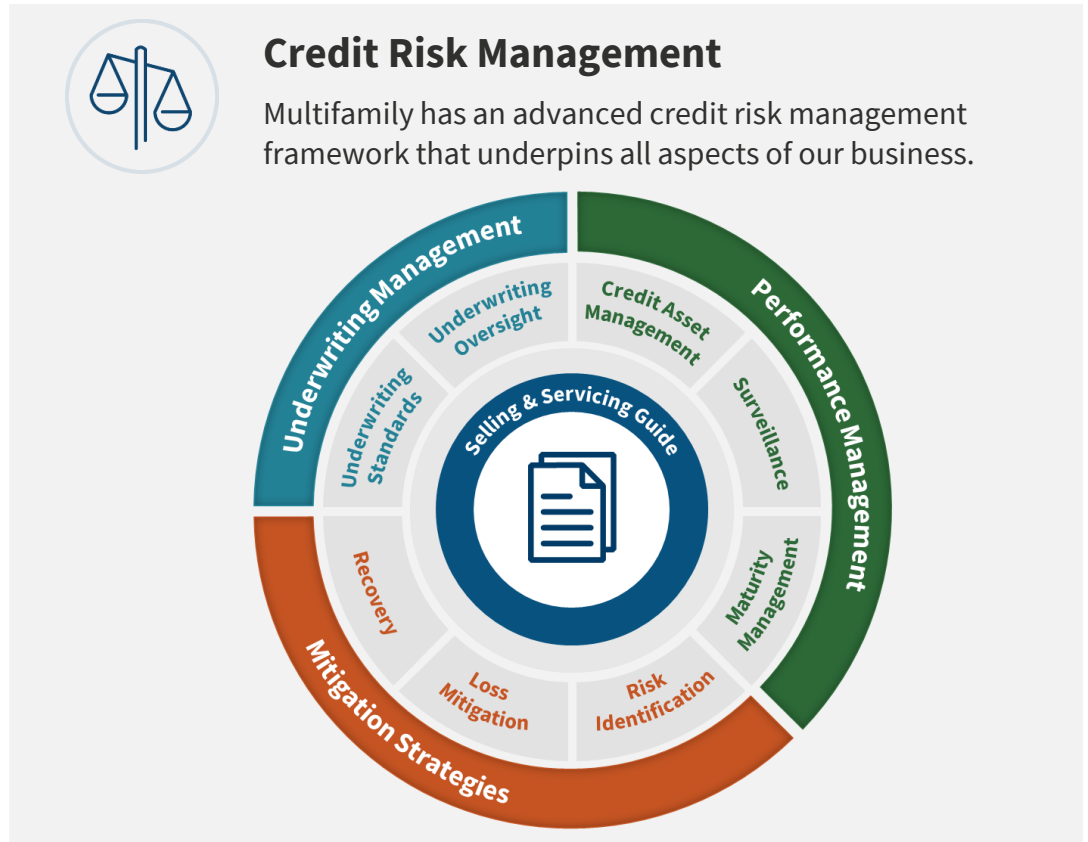 Credit Risk Management
Multifamily has an advanced credit risk management
framework that underpins all aspects of our business.
Underwriting Management
Performance Management
Mitigation Strategies
Underwriting
Oversight
Credit Asset
Management
Underwriting
Standards
Surveillance
Selling & Servicing Guide
Recovery
Maturity
Management
Loss
Mitigation
Risk
Identification